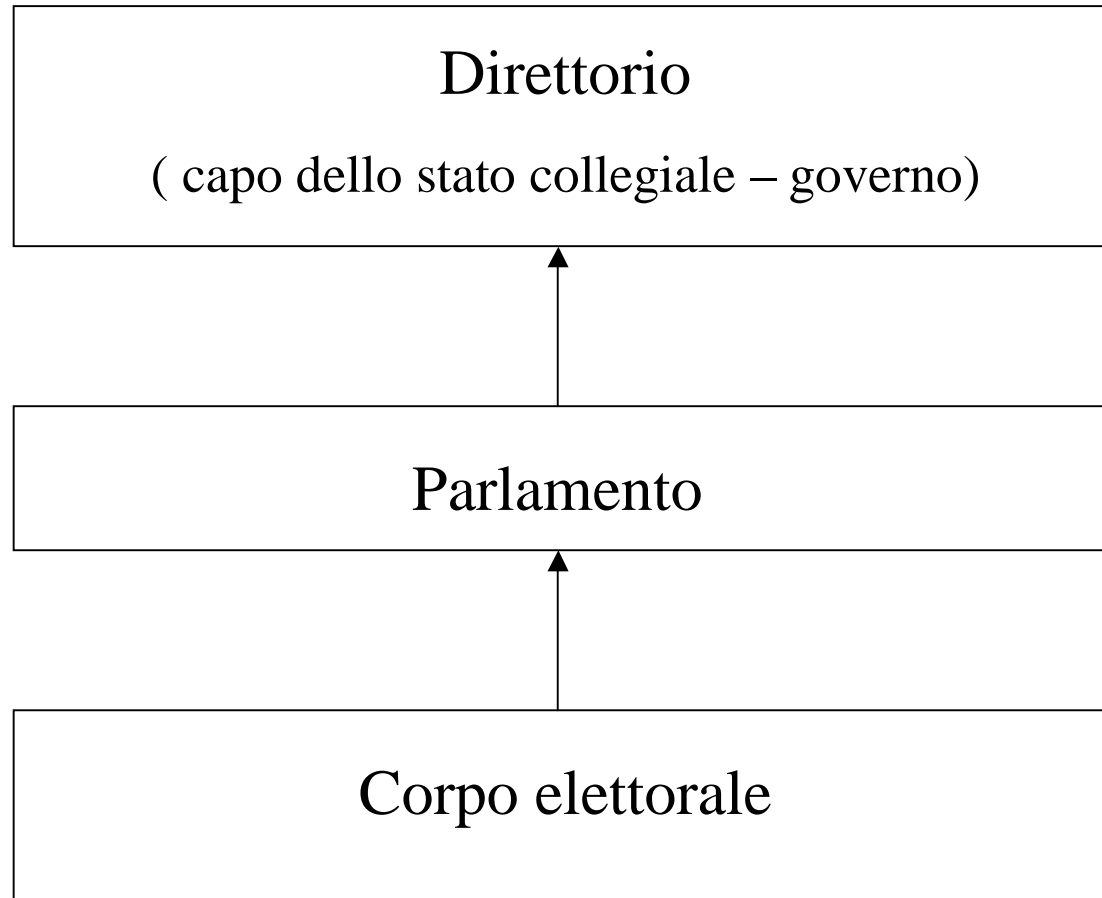 Direttorio
( capo dello stato collegiale – governo)
Parlamento
Corpo elettorale